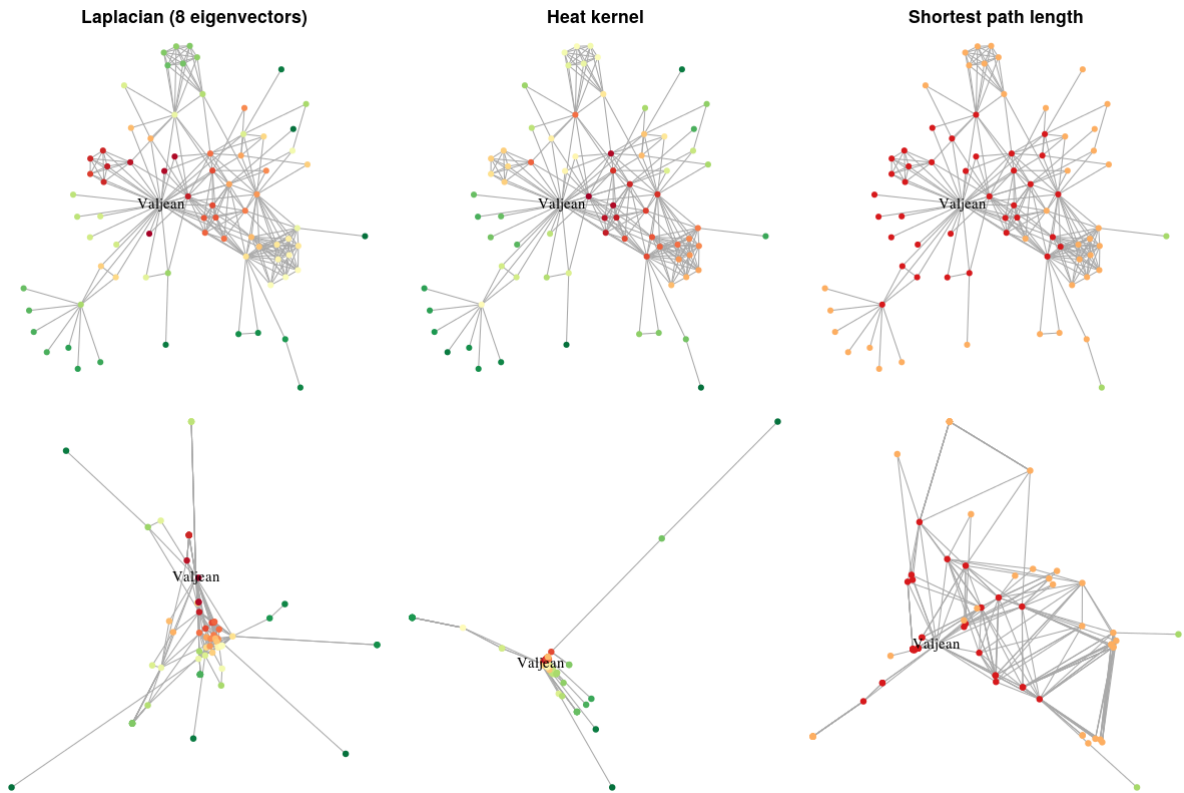 Laplacian (8 eigenvectors)
Heat kernel
Shortest path length
Valjean
Valjean
Valjean
Valjean
Valjean
Valjean